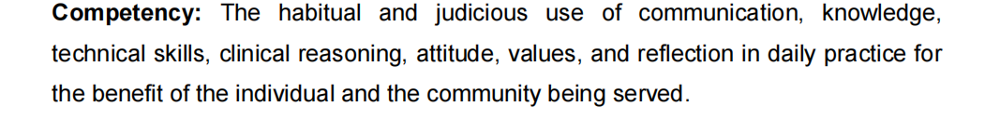 Competency: The habitual and judicious use of communication, knowledge,
technical skills, clinical reasoning, attitude, values, and reflection in daily practice for
the benefit of the individual and the community being served.